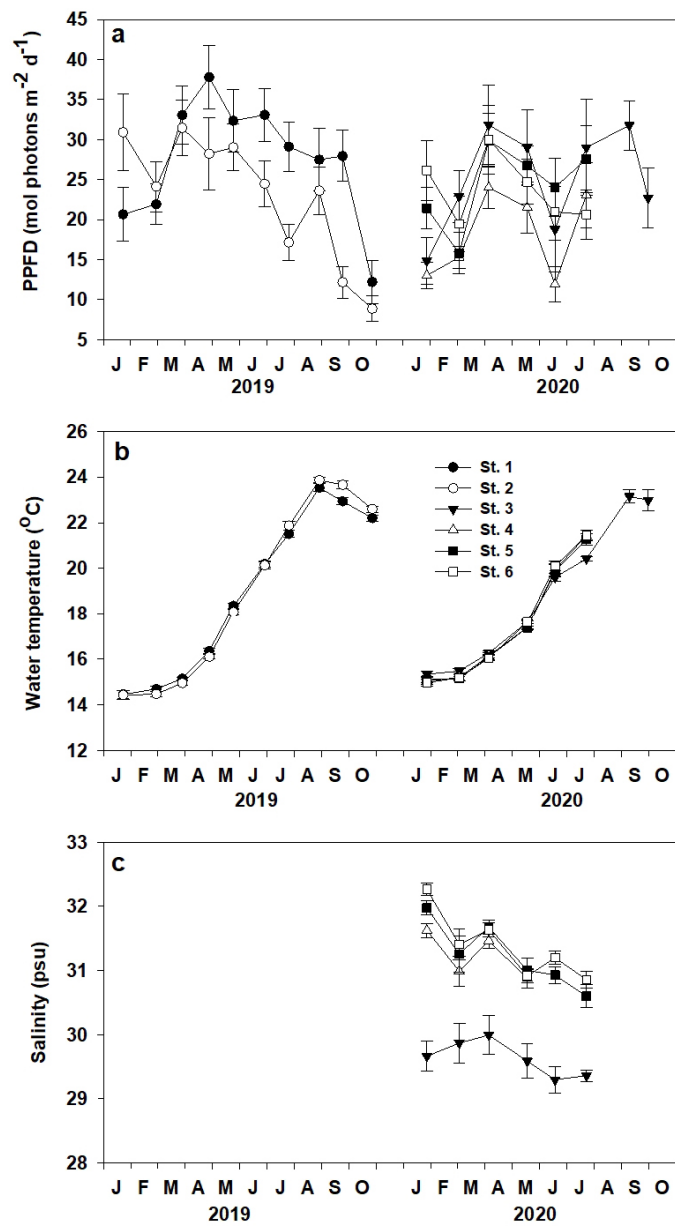 a
PPFD (mol photons m-2 d-1)
45
40
35
30
25
20
15
10
5
J F M A M J J A S O J F M A M J J A S O
2019 2020
b
Water temperature (oC)
26
24
22
20
18
16
14
12
St. 1
St. 2
St. 3
St. 4
St. 5
St. 6
J F M A M J J A S O J F M A M J J A S O
2019 2020
c
Salinity (psu)
33
32
31
30
29
28
J F M A M J J A S O J F M A M J J A S O
2019 2020